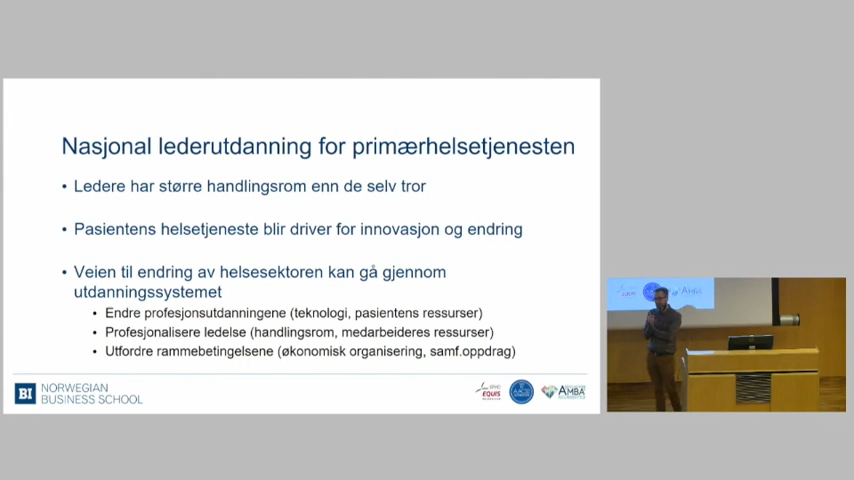 Nasjonal lederutdanning for primærhelsetjenesten
• Ledere har større handlingsrom enn de selv tror
• Pasientens helsetjeneste blir driver for innovasjon og endring
• Veien til endring av helsesektoren kan gå gjennom
utdanningssystemet
• Endre profesjonsutdanningene (teknologi, pasientens ressurser)
• Profesjonalisere ledelse (handlingsrom, medarbeideres ressurser)
• Utfordre rammebetingelsene (økonomisk organisering, samf.oppdrag)
BI NORWEGIAN
BUSINESS SCHOOL
EQUIS
AMBA